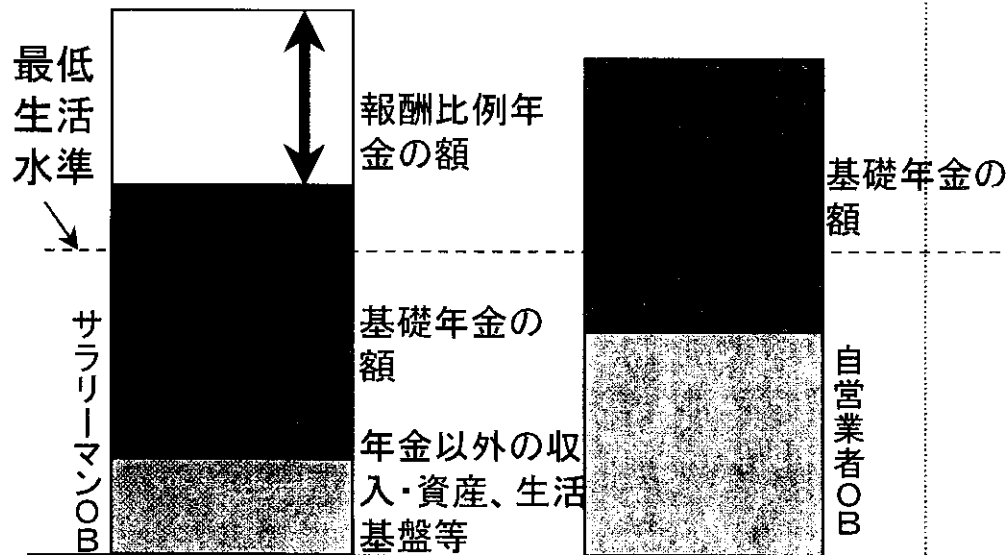 最低
生活
水準
報酬比例年
金の額
基礎年金の
額
サラリーマンOB
基礎年金の
額
年金以外の収
入・資産、生活
基盤等
自営業者OB